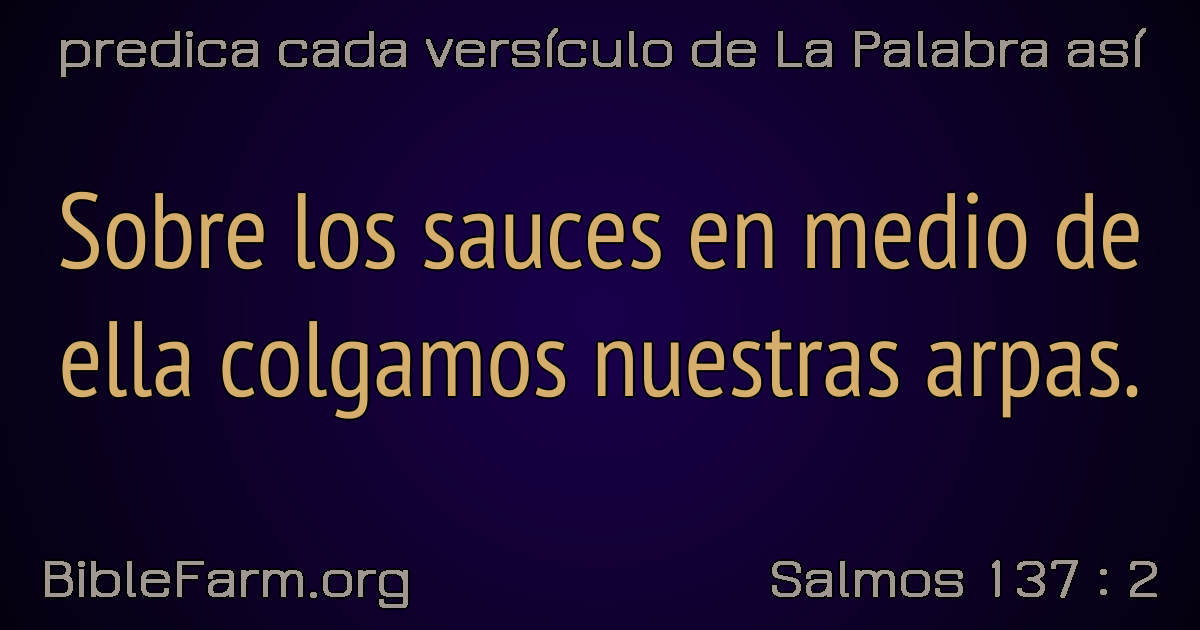 predica cada versículo de La Palabra así
Sobre los sauces en medio de
ella colgamos nuestras arpas.
BibleFarm.org
Salmos 137 : 2